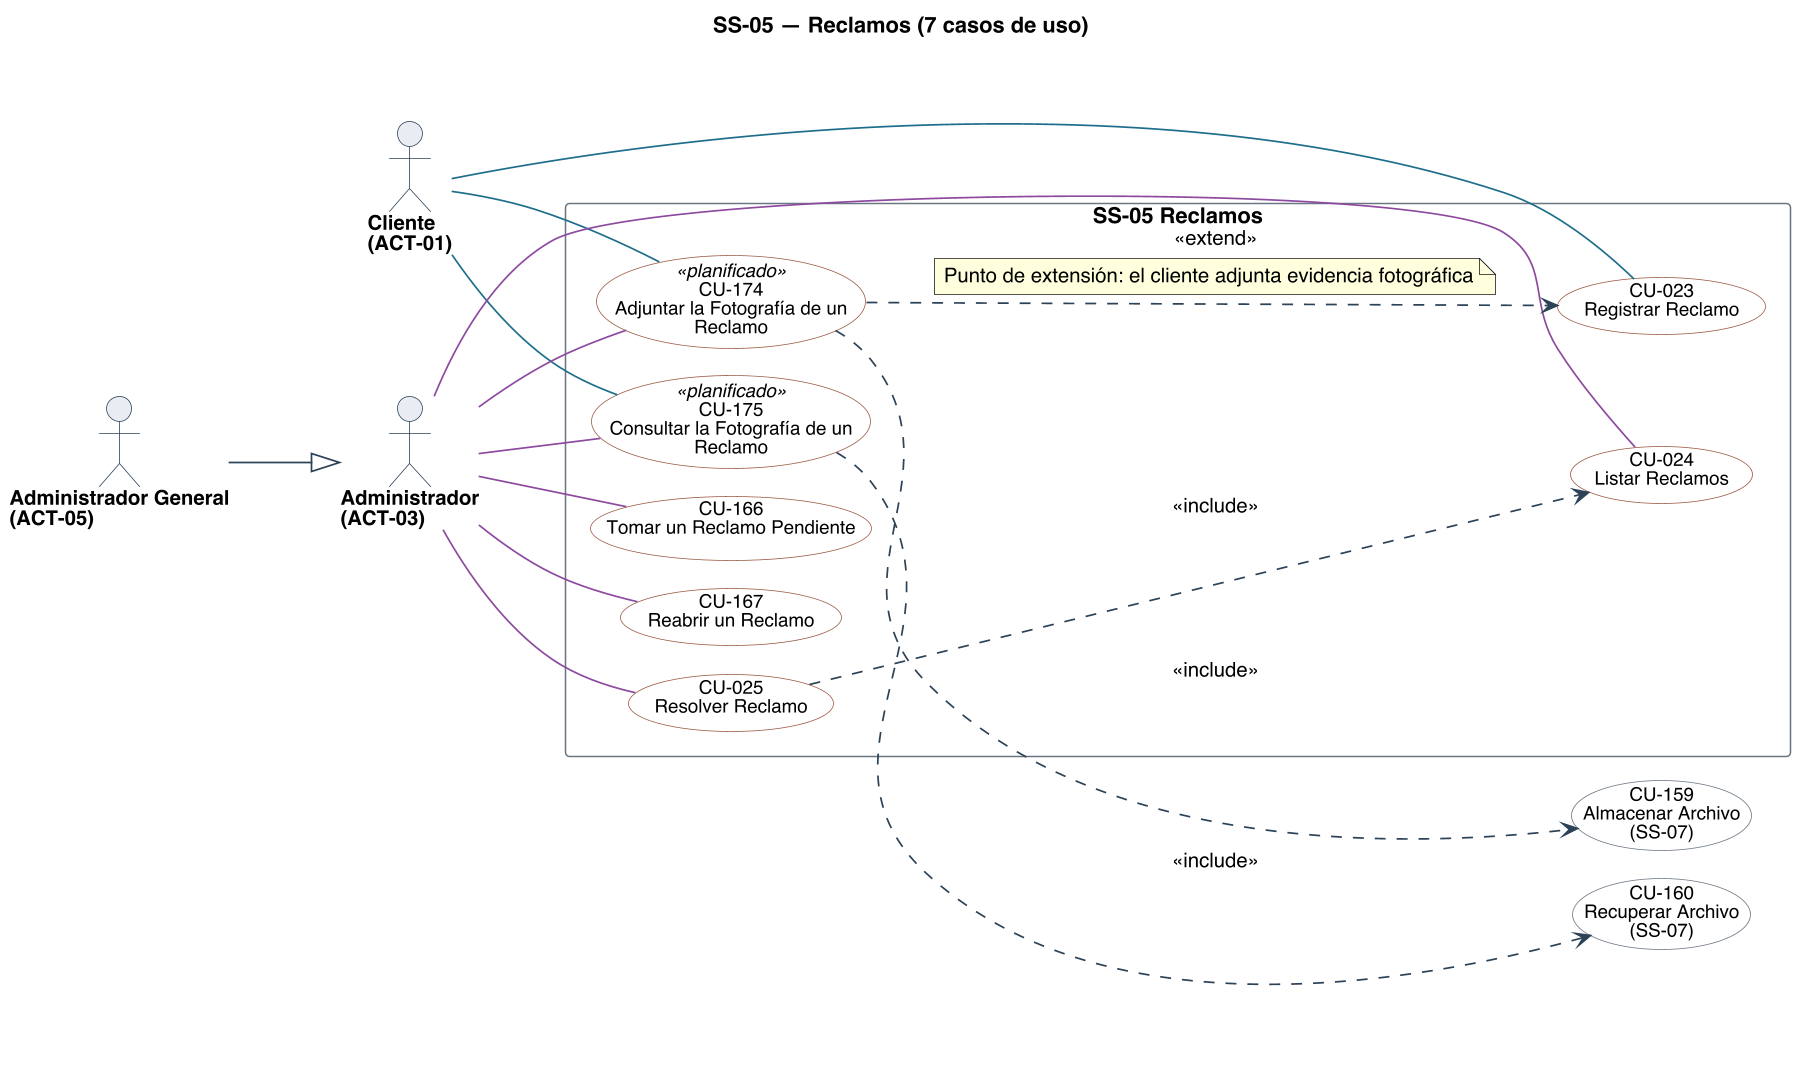 SS-05 — Reclamos (7 casos de uso)
Cliente
(ACT-01)
SS-05 Reclamos
«extend»
Punto de extensión: el cliente adjunta evidencia fotográfica
«planificado»
CU-174
Adjuntar la Fotografía de un
Reclamo
CU-023
Registrar Reclamo
«planificado»
CU-175
Consultar la Fotografía de un
Reclamo
CU-024
Listar Reclamos
Administrador General
(ACT-05)
Administrador
(ACT-03)
«include»
CU-166
Tomar un Reclamo Pendiente
CU-167
Reabrir un Reclamo
«include»
CU-025
Resolver Reclamo
CU-159
Almacenar Archivo
(SS-07)
«include»
CU-160
Recuperar Archivo
(SS-07)